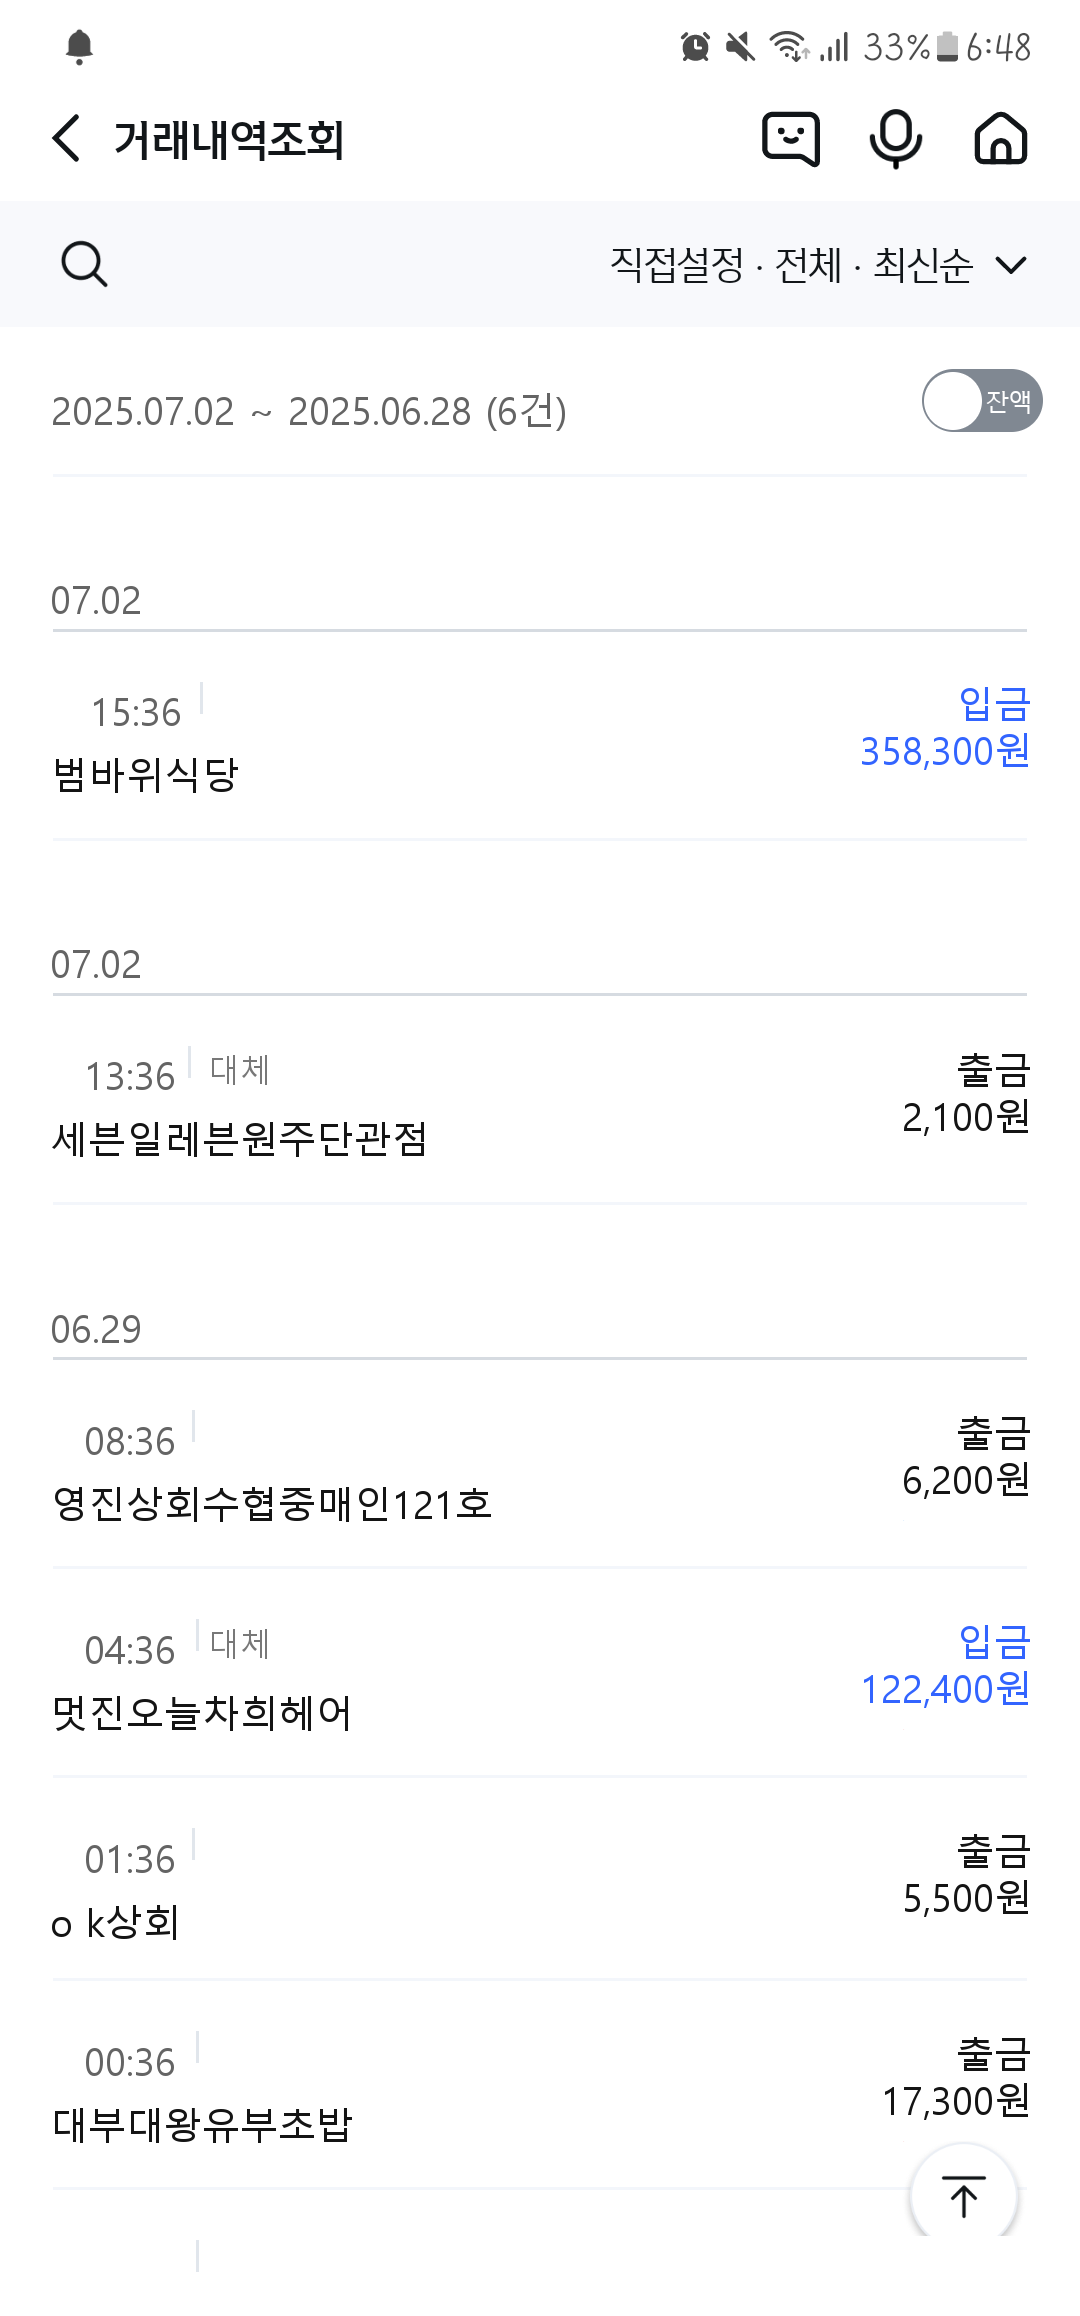 33% 6:48
거래내역조회
직접설정 · 전체 · 최신순
2025.07.02 ~ 2025.06.28 (6건)
잔액
07.02
15:36
입금
358,300원
범바위식당
07.02
13:36 대체
출금
2,100원
세븐일레븐원주단관점
06.29
08:36
출금
6,200원
영진상회수협중매인121호
04:36 대체
입금
122,400원
멋진오늘차희헤어
01:36
출금
5,500원
o k상회
00:36
출금
17,300원
대부대왕유부초밥